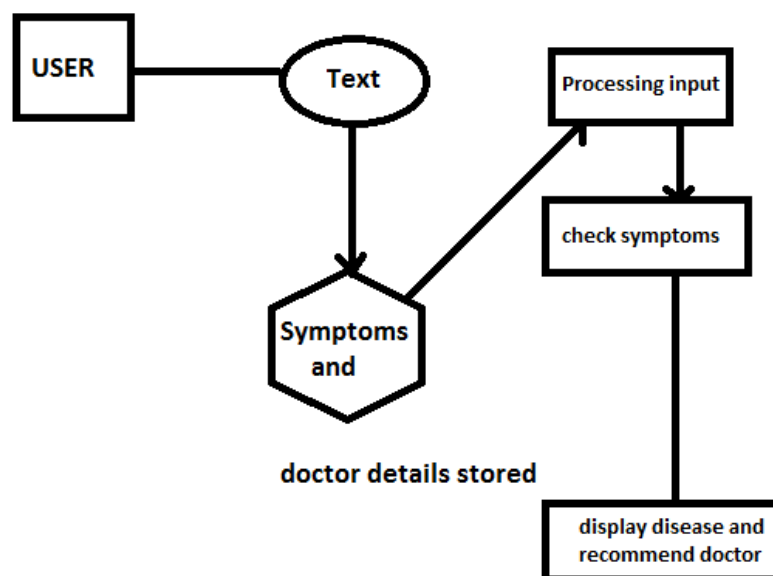 USER
Text
Symptoms
and
doctor details stored
Processing input
check symptoms
display disease and
recommend doctor